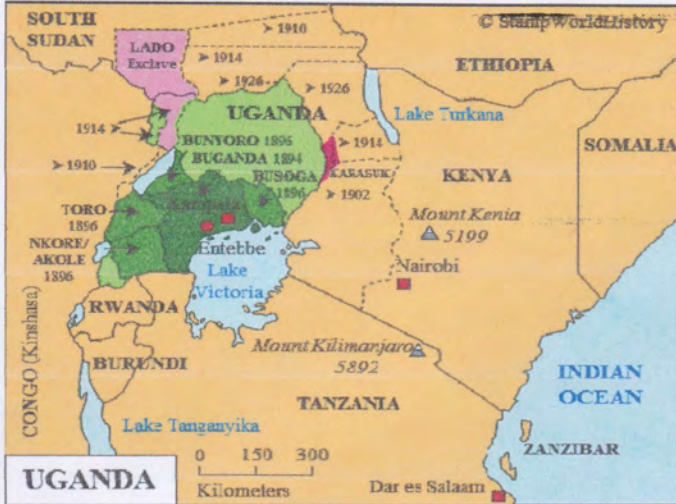 © StampWorldHistory
SOUTH
SUDAN
➤ 1910
LADO
Exclave
➤ 1914
➤ 1926
➤ 1926
ETHIOPIA
UGANDA
Lake Turkana
1914
SOMALIA
BUNYORO 1896
➤ 1914
BUGANDA 1894
➤ 1910
KARASUK
KENYA
BUSOGA
1896
➤ 1902
TORO
1896
Kampala
Mount Kenia
5199
NKORE/
AKOLE
1896
Entebbe
Lake
Victoria
Nairobi
RWANDA
CONGO (Kinshasa)
BURUNDI
Mount Kilimanjaro
5892
INDIAN
OCEAN
TANZANIA
Lake Tanganyika
ZANZIBAR
0 150 300
Kilometers
UGANDA
Dar es Salaam